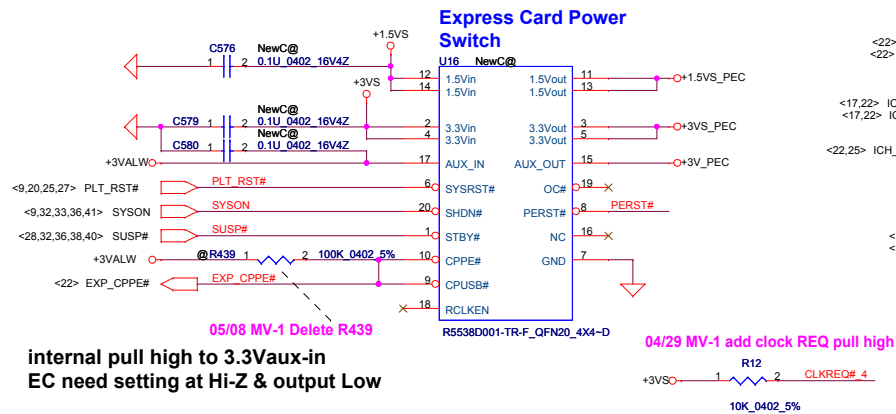 Express Card Power
Switch
+1.5VS
C576 NewC@
1 2 0.1U_0402_16V4Z
U16 NewC@
+3VS
12 1.5Vin 1.5Vout 11 +1.5VS_PEC
14 1.5Vin 1.5Vout 13
C579 NewC@
1 2 0.1U_0402_16V4Z
2 3.3Vin 3.3Vout 3 +3VS_PEC
4 3.3Vin 3.3Vout 5
NewC@
C580 1 2 0.1U_0402_16V4Z
+3VALW 17 AUX_IN AUX_OUT 15 +3V_PEC
<9,20,25,27> PLT_RST# PLT_RST# 6 SYSRST# OC# 19
<9,32,33,36,41> SYSON SYSON 20 SHDN# PERST# 8 PERST#
<28,32,36,38,40> SUSP# SUSP# 1 STBY# NC 16
+3VALW @R439 1 2 100K_0402_5% 10 CPPE# GND 7
<22> EXP_CPPE# EXP_CPPE# 9 CPUSB#
18 RCLKEN
R5538D001-TR-F_QFN20_4X4~D
05/08 MV-1 Delete R439
internal pull high to 3.3Vaux-in
EC need setting at Hi-Z & output Low
<22>
<22>
<17,22> IC
<17,22> IC
<22,25> ICH_
04/29 MV-1 add clock REQ pull high
R12
+3VS 1 2 CLKREQ#_4
10K_0402_5%